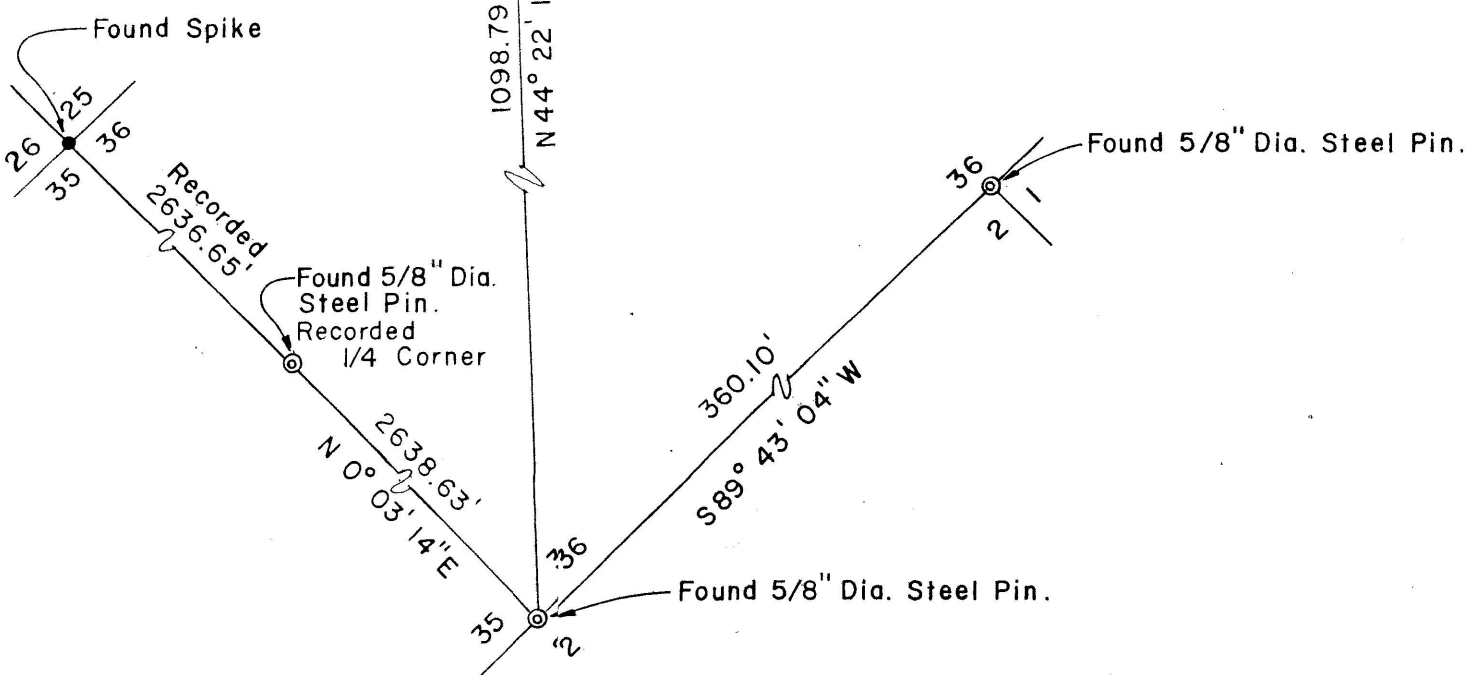 Found Spike
25
26
36
35
Recorded
2636.65'
Found 5/8" Dia.
Steel Pin.
Recorded
1/4 Corner
2638.63'
N 0° 03' 14" E
1098.79
N 44° 22'
36
Found 5/8" Dia. Steel Pin.
1
2
360.10'
S 89° 43' 04" W
36
35
2
Found 5/8" Dia. Steel Pin.